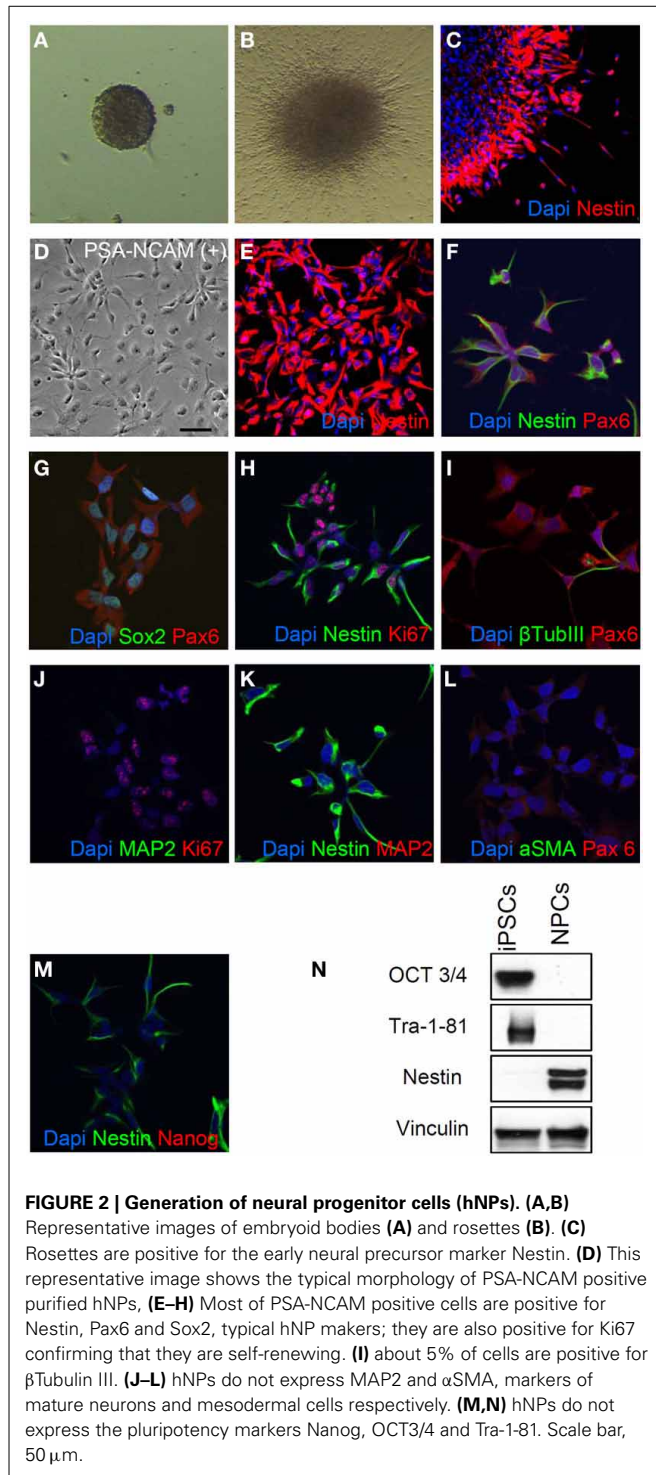 A
B
C
Dapi Nestin
D PSA-NCAM (+)
E
F
Dapi Nestin
Dapi Nestin Pax6
G
H
I
Dapi Sox2 Pax6
Dapi Nestin Ki67
Dapi βTubIII Pax6
J
K
L
Dapi MAP2 Ki67
Dapi Nestin MAP2
Dapi aSMA Pax 6
M
Dapi Nestin Nanog
N
iPSCs
NPCs
OCT 3/4
Tra-1-81
Nestin
Vinculin
FIGURE 2 | Generation of neural progenitor cells (hNPs). (A,B)
Representative images of embryoid bodies (A) and rosettes (B). (C)
Rosettes are positive for the early neural precursor marker Nestin. (D) This
representative image shows the typical morphology of PSA-NCAM positive
purified hNPs, (E–H) Most of PSA-NCAM positive cells are positive for
Nestin, Pax6 and Sox2, typical hNP makers; they are also positive for Ki67
confirming that they are self-renewing. (I) about 5% of cells are positive for
βTubulin III. (J–L) hNPs do not express MAP2 and αSMA, markers of
mature neurons and mesodermal cells respectively. (M,N) hNPs do not
express the pluripotency markers Nanog, OCT3/4 and Tra-1-81. Scale bar,
50 μm.